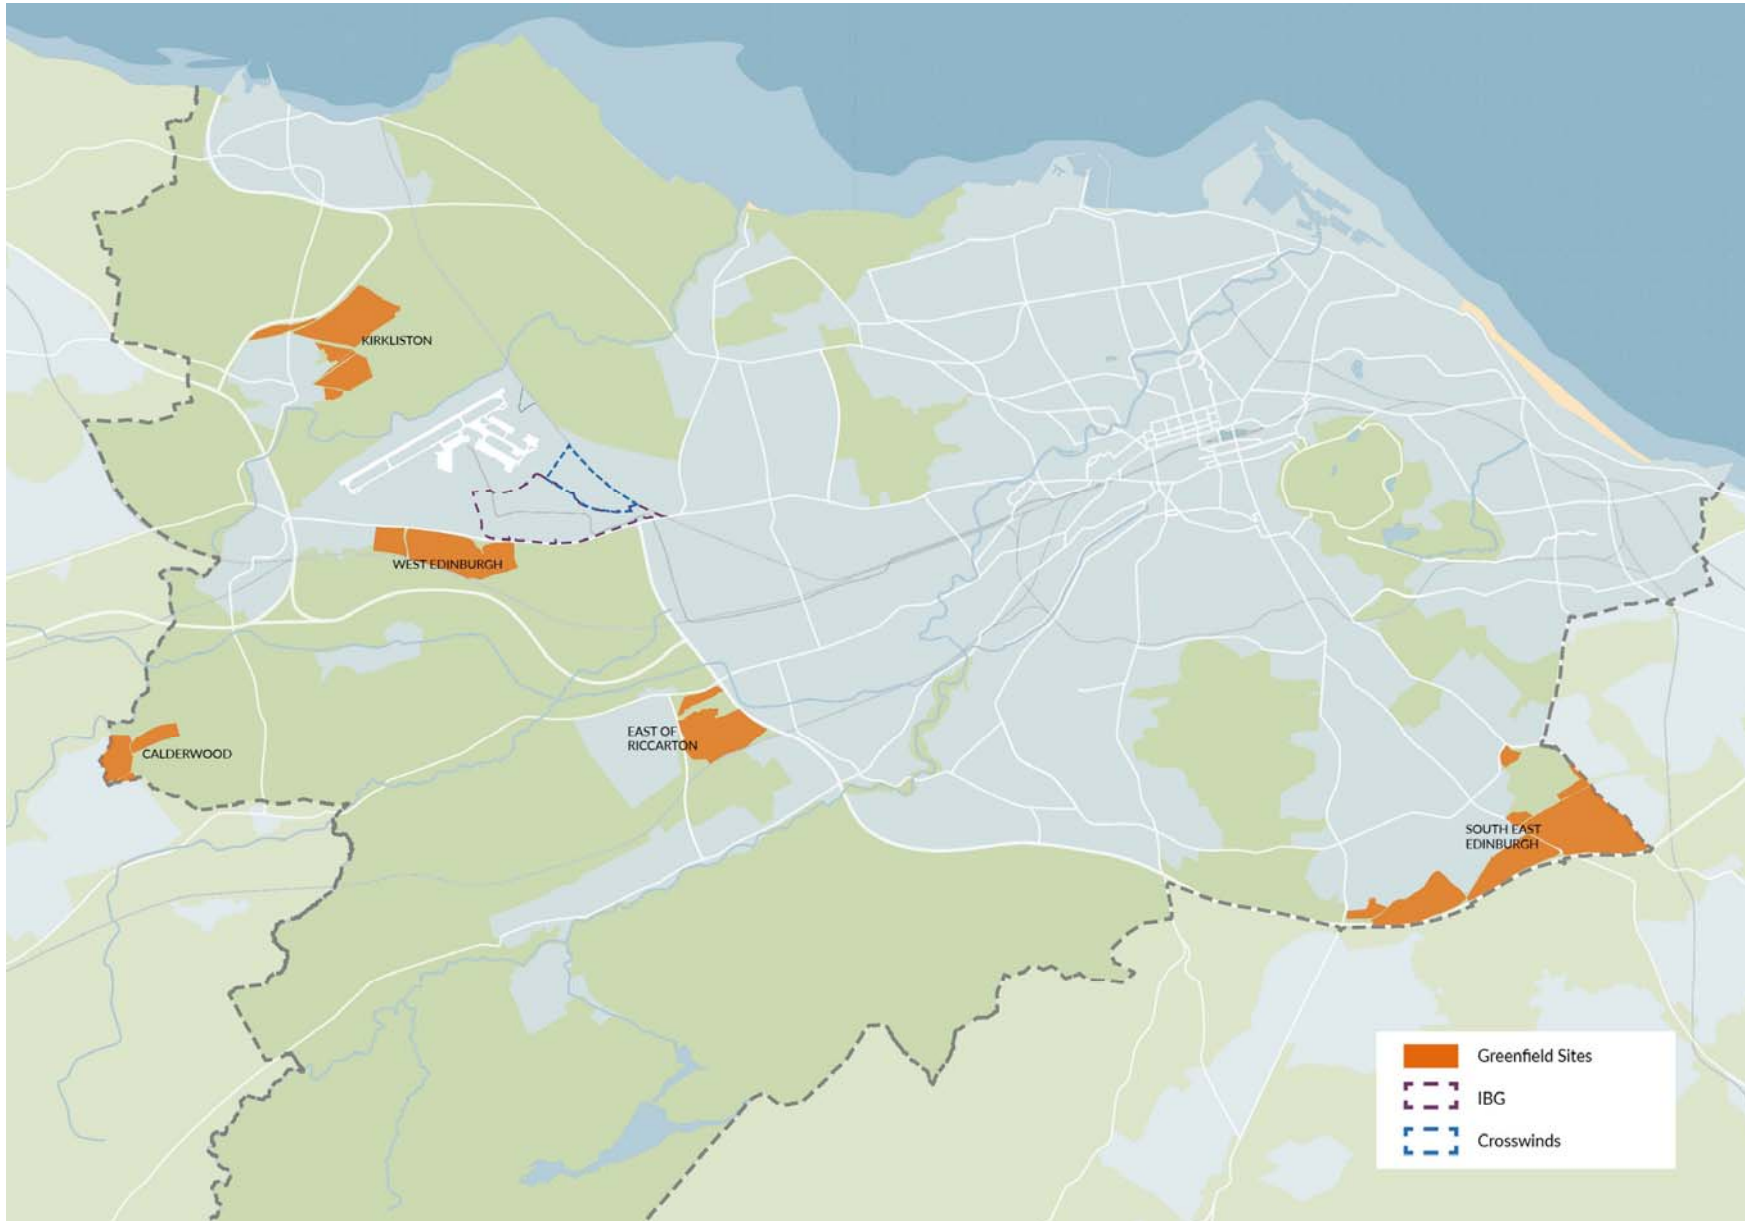 KIRKLISTON
WEST EDINBURGH
EAST OF
RICCARTON
CALDERWOOD
SOUTH EAST
EDINBURGH
Greenfield Sites
IBG
Crosswinds